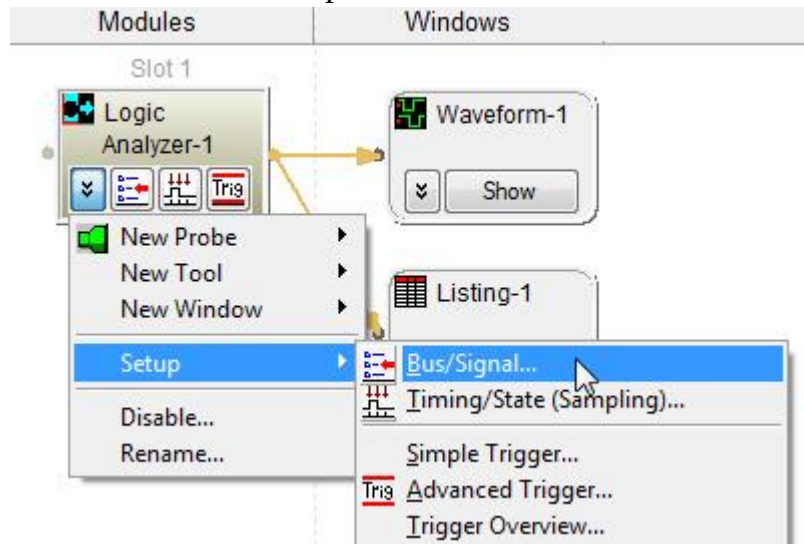 Modules Windows
Slot 1
Logic
Analyzer-1
Trig
Waveform-1
Show
New Probe
New Tool
New Window
Setup
Disable...
Rename...
Listing-1
Bus/Signal...
Timing/State (Sampling)...
Simple Trigger...
Trig Advanced Trigger...
Trigger Overview...